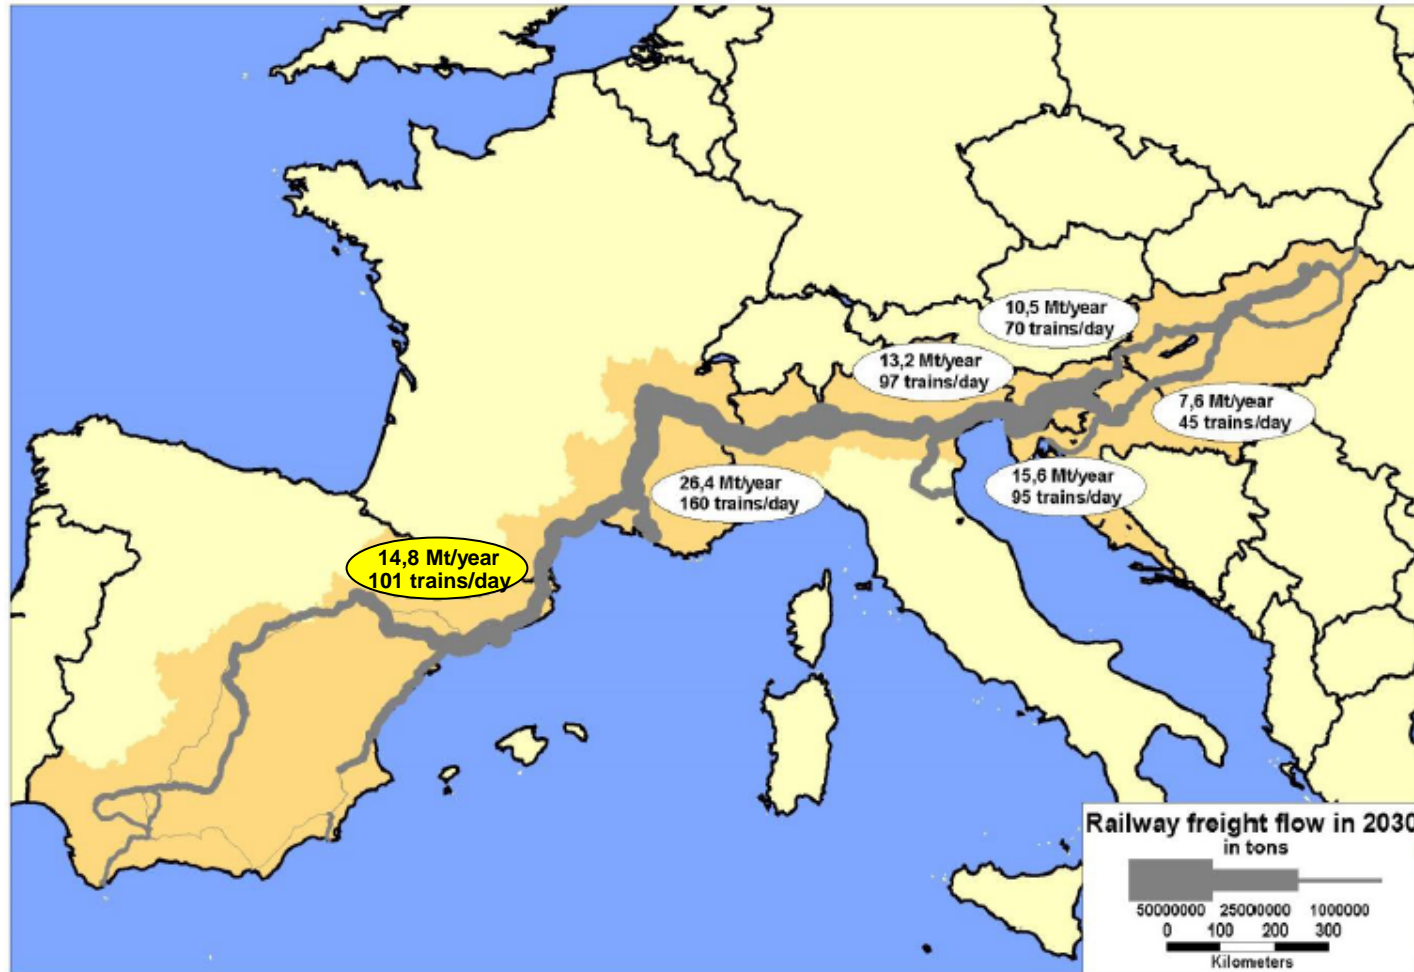 10,5 Mt/year
70 trains/day
13,2 Mt/year
97 trains/day
7,6 Mt/year
45 trains/day
26,4 Mt/year
160 trains/day
15,6 Mt/year
95 trains/day
14,8 Mt/year
101 trains/day
Railway freight flow in 2030
in tons
50000000 25000000 1000000
0 100 200 300
Kilometers